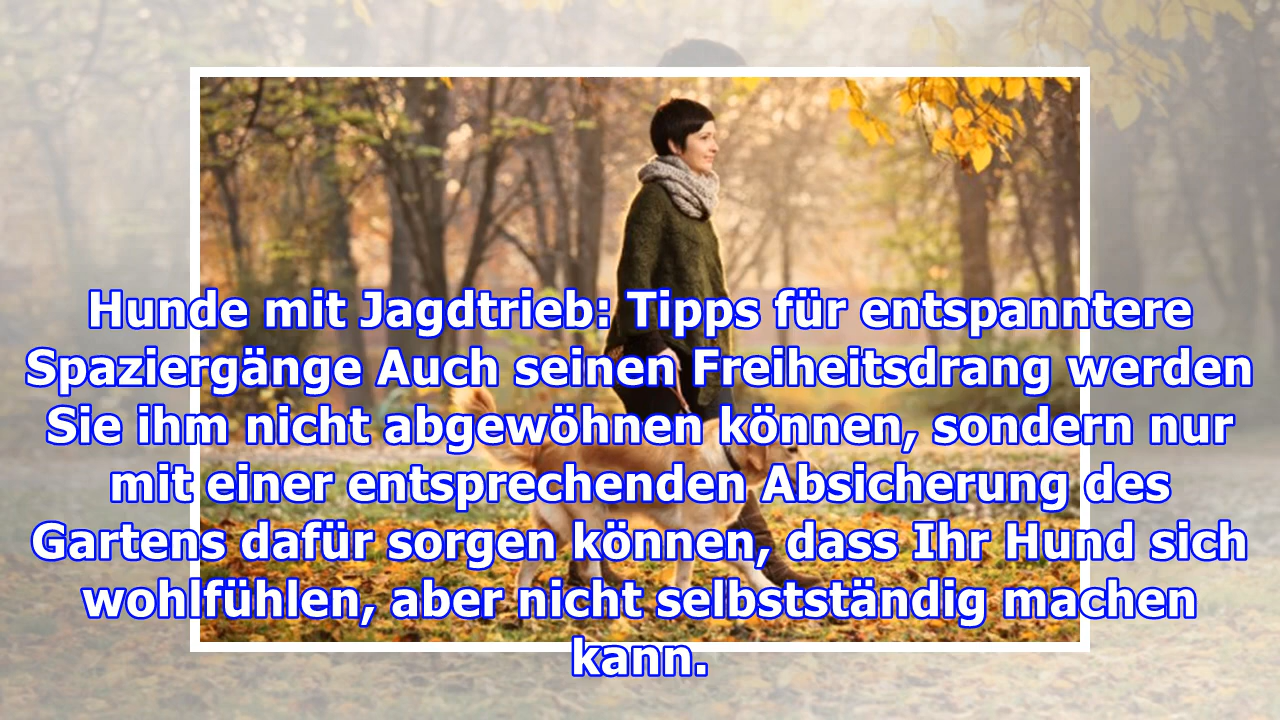 Hunde mit Jagdtrieb: Tipps für entspanntere
Spaziergänge Auch seinen Freiheitsdrang werden
Sie ihm nicht abgewöhnen können, sondern nur
mit einer entsprechenden Absicherung des
Gartens dafür sorgen können, dass Ihr Hund sich
wohlfühlen, aber nicht selbstständig machen
kann.